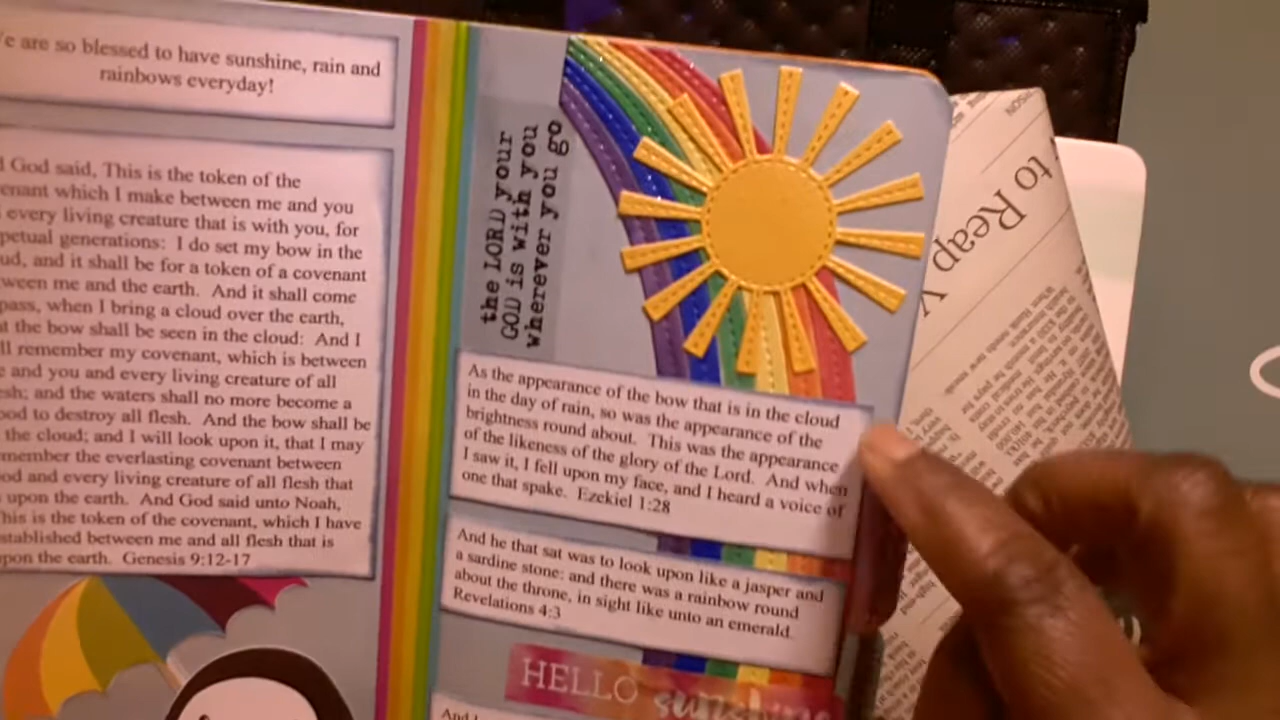 e are so blessed to have sunshine, rain and
rainbows everyday!
God said, This is the token of the
enant which I make between me and you
every living creature that is with you, for
petual generations: I do set my bow in the
ud, and it shall be for a token of a covenant
ween me and the earth. And it shall come
pass, when I bring a cloud over the earth,
t the bow shall be seen in the cloud: And I
ll remember my covenant, which is between
e and you and every living creature of all
esh; and the waters shall no more become a
ood to destroy all flesh. And the bow shall be
the cloud; and I will look upon it, that I may
member the everlasting covenant between
od and every living creature of all flesh that
upon the earth. And God said unto Noah,
his is the token of the covenant, which I have
stablished between me and all flesh that is
pon the earth. Genesis 9:12-17
the LORD your
GOD is with you
wherever you go
As the appearance of the bow that is in the cloud
in the day of rain, so was the appearance of the
brightness round about. This was the appearance
of the likeness of the glory of the Lord. And when
I saw it, I fell upon my face, and I heard a voice of
one that spake. Ezekiel 1:28
And he that sat was to look upon like a jasper and
a sardine stone: and there was a rainbow round
about the throne, in sight like unto an emerald.
Revelations 4:3
HELLO sunshine
And
to Reap